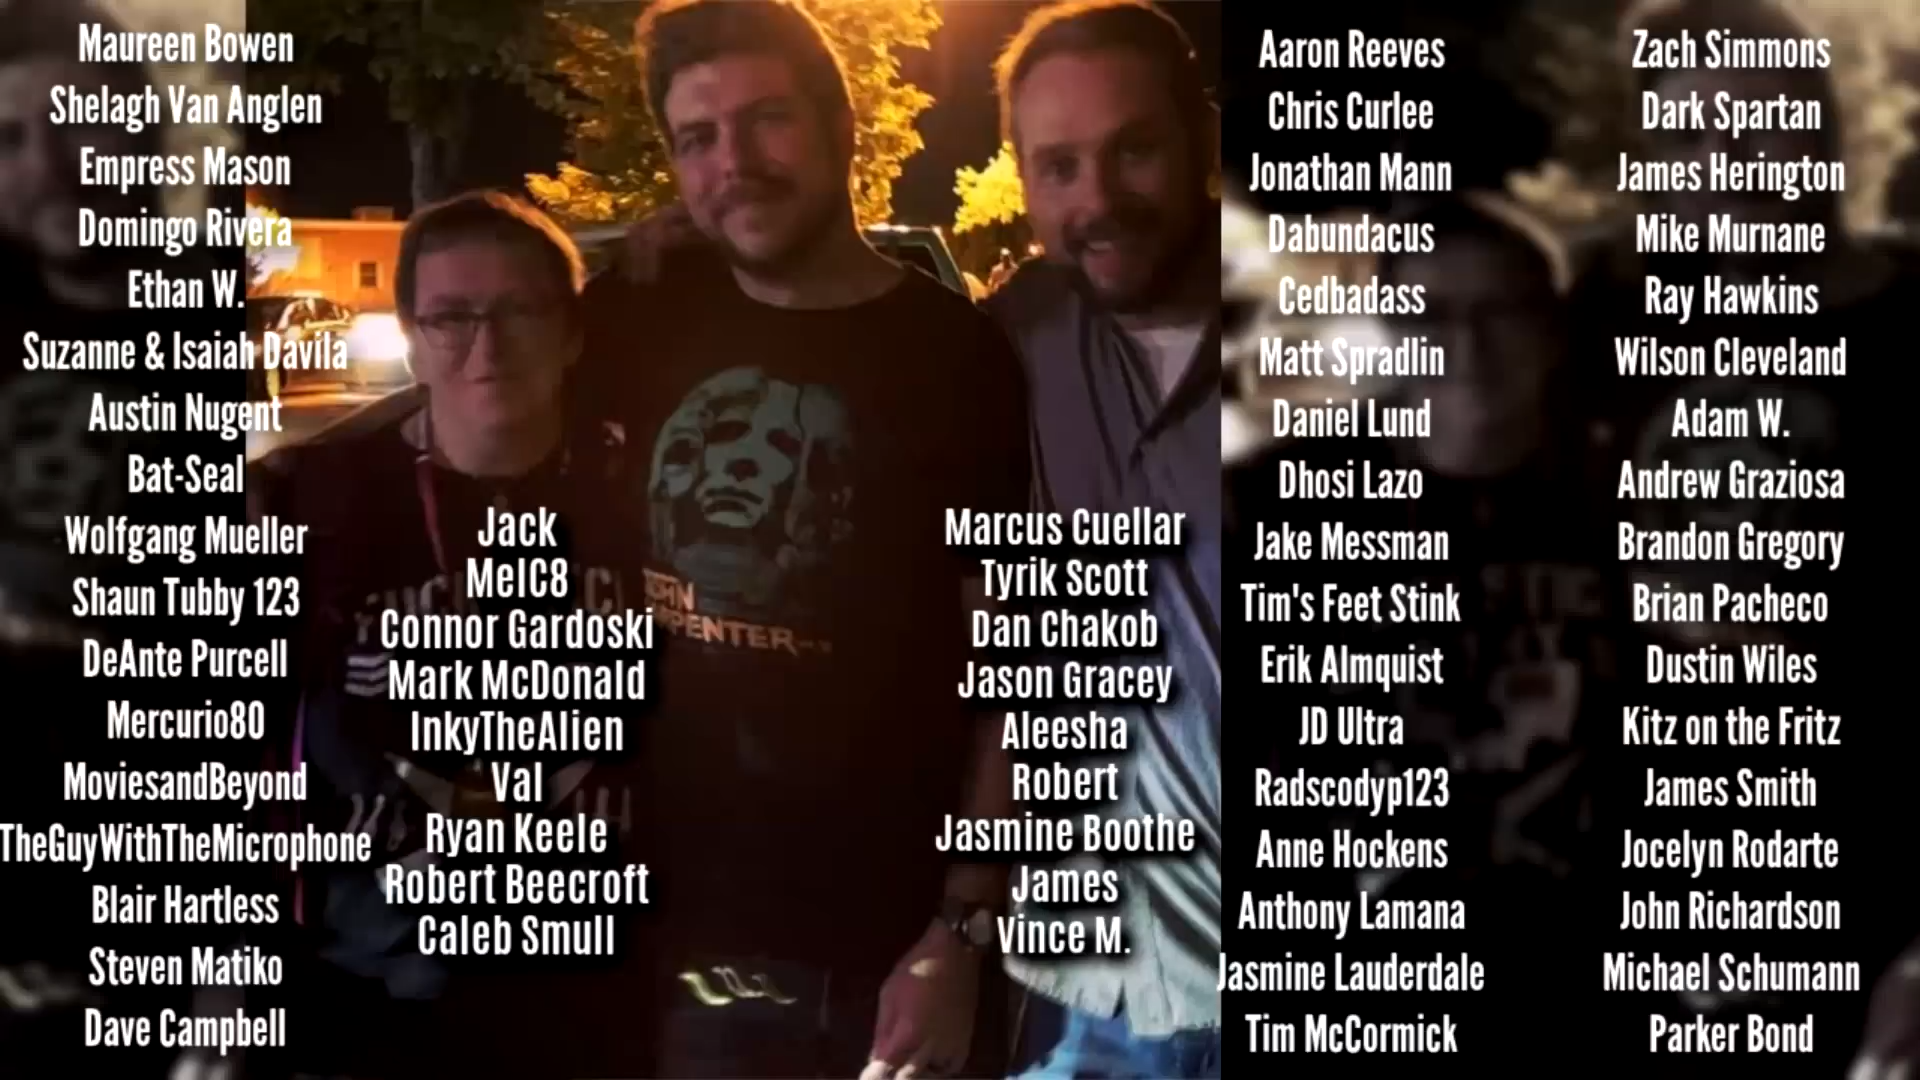 Maureen Bowen
Shelagh Van Anglen
Empress Mason
Domingo Rivera
Ethan W.
Suzanne & Isaiah Davila
Austin Nugent
Bat-Seal
Wolfgang Mueller
Shaun Tubby 123
DeAnte Purcell
Mercurio80
MoviesandBeyond
TheGuyWithTheMicrophone
Blair Hartless
Steven Matiko
Dave Campbell
Jack
MelC8
Connor Gardoski
Mark McDonald
InkyTheAlien
Val
Ryan Keele
Robert Beecroft
Caleb Smull
Marcus Cuellar
Tyrik Scott
Dan Chakob
Jason Gracey
Aleesha
Robert
Jasmine Boothe
James
Vince M.
Aaron Reeves
Chris Curlee
Jonathan Mann
Dabundacus
Cedbadass
Matt Spradlin
Daniel Lund
Dhosi Lazo
Jake Messman
Tim's Feet Stink
Erik Almquist
JD Ultra
Radscodyp123
Anne Hockens
Anthony Lamana
Jasmine Lauderdale
Tim McCormick
Zach Simmons
Dark Spartan
James Herington
Mike Murnane
Ray Hawkins
Wilson Cleveland
Adam W.
Andrew Graziosa
Brandon Gregory
Brian Pacheco
Dustin Wiles
Kitz on the Fritz
James Smith
Jocelyn Rodarte
John Richardson
Michael Schumann
Parker Bond